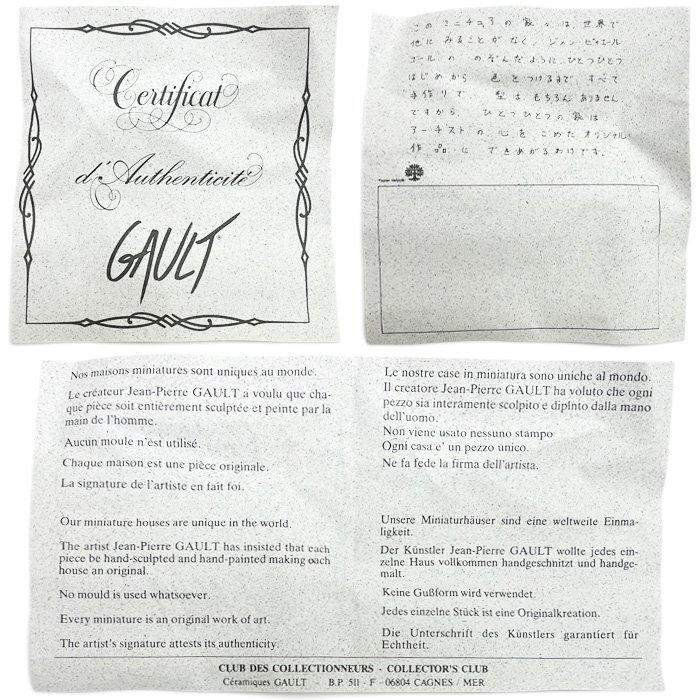 Certificat
d'Authenticité
GAULT
このミニチュアの家々は、世界で
他にみることがなく、ジャン・ピィエール
ゴール の のぞんだように、ひとつひとつ
はじめから 色をつけるまで、すべて
手作りで 型は もちろん ありません
ですから、 ひとつひとつの 家は
アーチストの 心を こめた オリジナル
作品に できあがるわけです。
Nos maisons miniatures sont uniques au monde.
Le créateur Jean-Pierre GAULT a voulu que cha-
que pièce soit entièrement sculptée et peinte par la
main de l'homme.
Aucun moule n'ést utilisé.
Chaque maison est une pièce originale.
La signature de l'artiste en fait foi.
Le nostre case in miniatura sono uniche al mondo.
Il creatore Jean-Pierre GAULT ha voluto che ogni
pezzo sia interamente scolpito e dipinto dalla mano
dell'uomo.
Non viene usato nessuno stampo
Ogni casa e' un pezzo unico.
Ne fa fede la firma dell'artista.
Our miniature houses are unique in the world.
The artist Jean-Pierre GAULT has insisted that each
piece be hand-sculpted and hand-painted making each
house an original.
No mould is used whatsoever.
Every miniature is an original work of art.
The artist's signature attests its authenticity.
Unsere Miniaturhäuser sind eine weltweite Einma-
ligkeit.
Der Künstler Jean-Pierre GAULT wollte jedes ein-
zelne Haus vollkommen handgeschnitzt und handge-
malt.
Keine Gußform wird verwendet.
Jedes einzelne Stück ist eine Originalkreation.
Die Unterschrift des Künstlers garantiert für
Echtheit.
CLUB DES COLLECTIONNEURS - COLLECTOR'S CLUB
Céramiques GAULT - B.P. 511 - F - 06804 CAGNES / MER